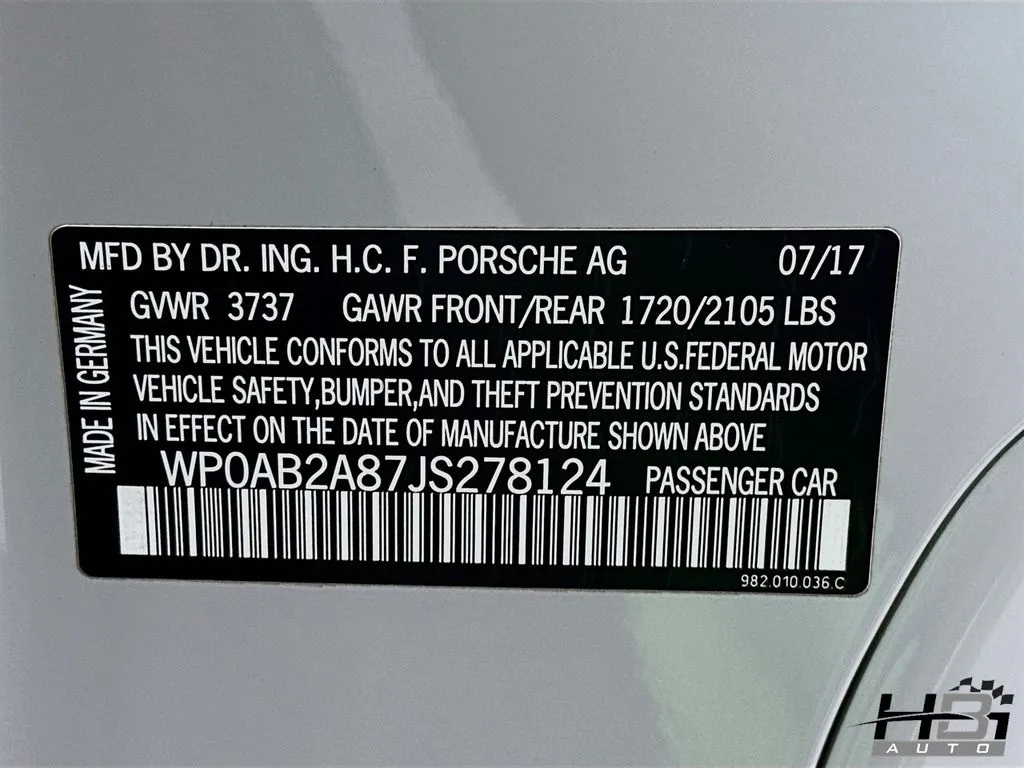 MFD BY DR. ING. H.C. F. PORSCHE AG 07/17
GVWR 3737 GAWR FRONT/REAR 1720/2105 LBS
THIS VEHICLE CONFORMS TO ALL APPLICABLE U.S.FEDERAL MOTOR
VEHICLE SAFETY,BUMPER,AND THEFT PREVENTION STANDARDS
IN EFFECT ON THE DATE OF MANUFACTURE SHOWN ABOVE
MADE IN GERMANY
WP0AB2A87JS278124 PASSENGER CAR
982.010.036.C
HBI
AUTO